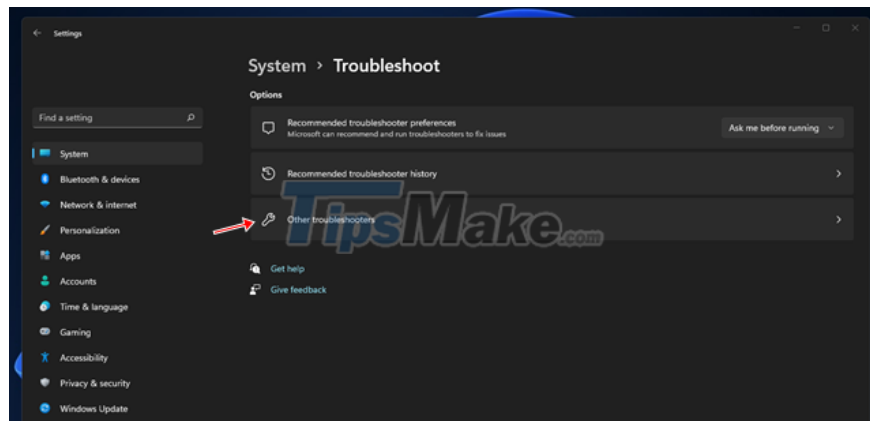 Settings
System > Troubleshoot
Options
Find a setting
Recommended troubleshooter preferences
Microsoft can recommend and run troubleshooters to fix issues
Ask me before running
System
Bluetooth & devices
Recommended troubleshooter history
Network & internet
Other troubleshooters
TipsMake.com
Personalization
Apps
Get help
Accounts
Give feedback
Time & language
Gaming
Accessibility
Privacy & security
Windows Update